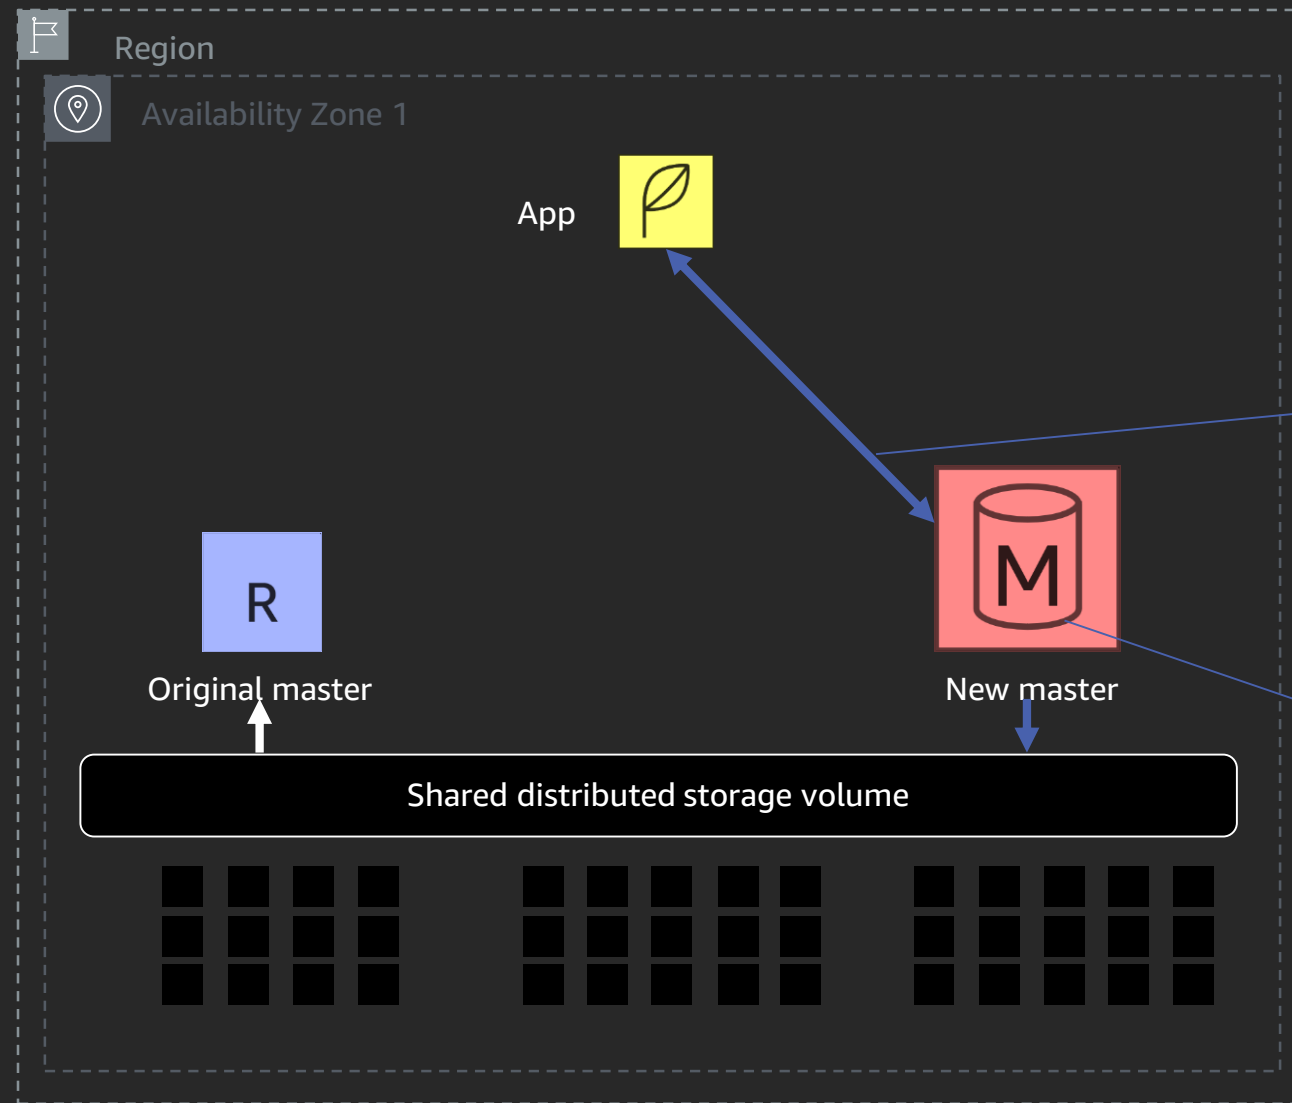 Region
Availability Zone 1
App
R
M
Original master
New master
Shared distributed storage volume